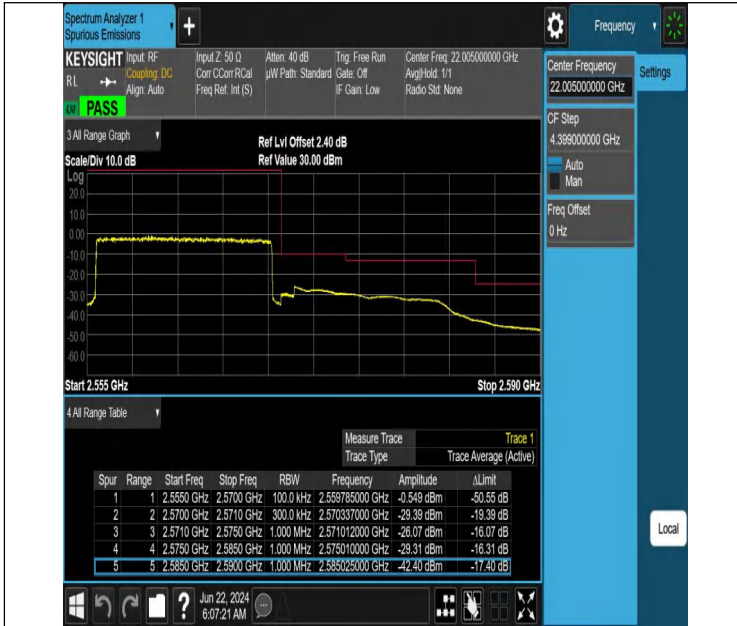 Spectrum Analyzer 1
Spurious Emissions
+
Frequency
KEYSIGHT
RL
Input: RF
Coupling: DC
Align: Auto
Input Z: 50 Ω
Corr CCorr RCal
Freq Ref: Int (S)
Atten: 40 dB
µW Path: Standard
Trig: Free Run
Gate: Off
IF Gain: Low
Center Freq: 22.005000000 GHz
Avg|Hold: 1/1
Radio Std: None
PASS
Center Frequency
22.005000000 GHz
Settings
CF Step
4.399000000 GHz
Auto
Man
Freq Offset
0 Hz
3 All Range Graph
Ref Lvl Offset 2.40 dB
Scale/Div 10.0 dB
Ref Value 30.00 dBm
Log
20.0
10.0
0.00
-10.0
-20.0
-30.0
-40.0
-50.0
-60.0
Start 2.555 GHz
Stop 2.590 GHz
4 All Range Table
Measure Trace Trace 1
Trace Type Trace Average (Active)
Spur Range Start Freq Stop Freq RBW Frequency Amplitude ΔLimit
1 1 2.5550 GHz 2.5700 GHz 100.0 kHz 2.559785000 GHz -0.549 dBm -50.55 dB
2 2 2.5700 GHz 2.5710 GHz 300.0 kHz 2.570337000 GHz -29.39 dBm -19.39 dB
3 3 2.5710 GHz 2.5750 GHz 1.000 MHz 2.571012000 GHz -26.07 dBm -16.07 dB
4 4 2.5750 GHz 2.5850 GHz 1.000 MHz 2.575010000 GHz -29.31 dBm -16.31 dB
5 5 2.5850 GHz 2.5900 GHz 1.000 MHz 2.585025000 GHz -42.40 dBm -17.40 dB
Local
?
Jun 22, 2024
6:07:21 AM